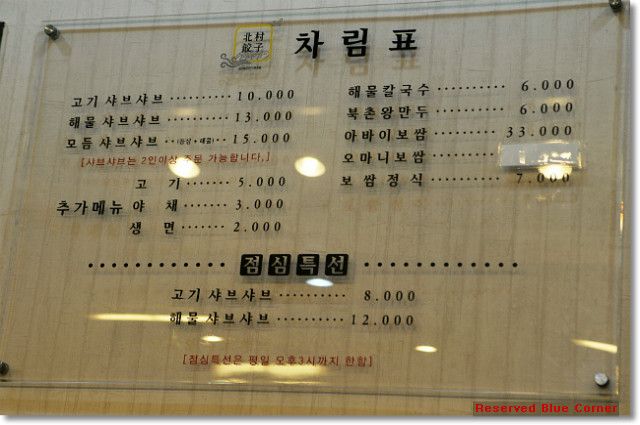 北村
餃子
차림표
고기 샤브샤브 ·········· 10.000
해물 샤브샤브 ·········· 13.000
모듬 샤브샤브 ··(등심+해물)·· 15.000
[샤브샤브는 2인이상 주문 가능합니다.]
고 기 ······ 5.000
추가메뉴 야 채 ······· 3.000
생 면 ······· 2.000
해물칼국수 ·········· 6.000
북촌왕만두 ·········· 6.000
아바이보쌈 ········ 33.000
오마니보쌈 ········
보쌈정식 ·········· 7.000
점심특선
고기 샤브샤브 ·········· 8.000
해물 샤브샤브 ·········· 12.000
[점심특선은 평일 오후3시까지 한함]
Reserved Blue Corner